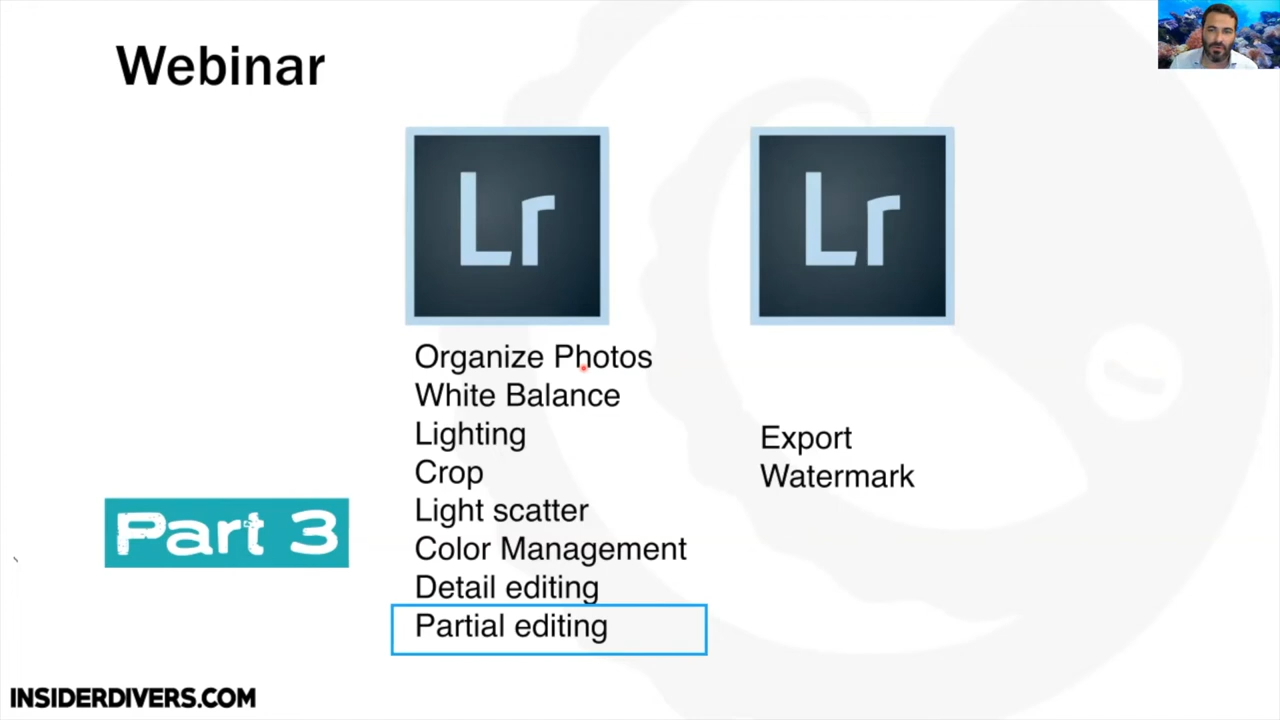 Webinar
Lr
Lr
Organize Photos
White Balance
Lighting
Crop
Light scatter
Color Management
Detail editing
Partial editing
Export
Watermark
Part 3
INSIDERDIVERS.COM